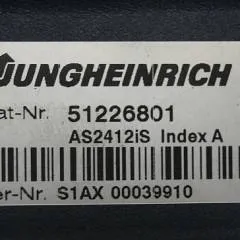 JUNGHEINRICH
at-Nr. 51226801
AS2412iS Index A
er-Nr. S1AX 00039910